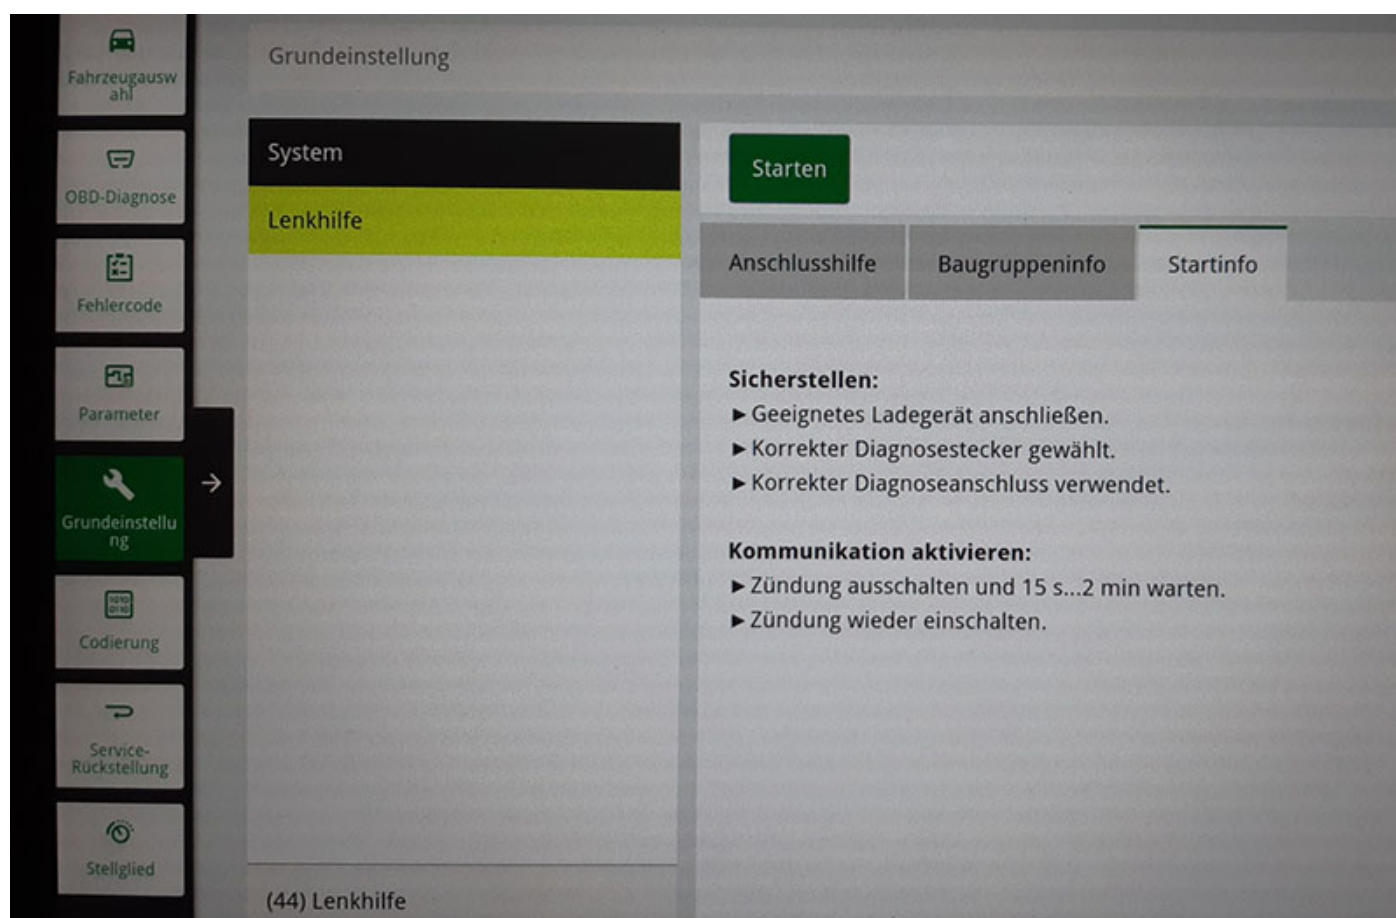 Fahrzeugausw
ahl
OBD-Diagnose
Fehlercode
Parameter
Grundeinstellu
ng
Codierung
Service-
Rückstellung
Stellglied
Grundeinstellung
System
Lenkhilfe
(44) Lenkhilfe
Starten
Anschlusshilfe Baugruppeninfo Startinfo
Sicherstellen:
►Geeignetes Ladegerät anschließen.
►Korrekter Diagnosestecker gewählt.
►Korrekter Diagnoseanschluss verwendet.
Kommunikation aktivieren:
►Zündung ausschalten und 15 s...2 min warten.
►Zündung wieder einschalten.